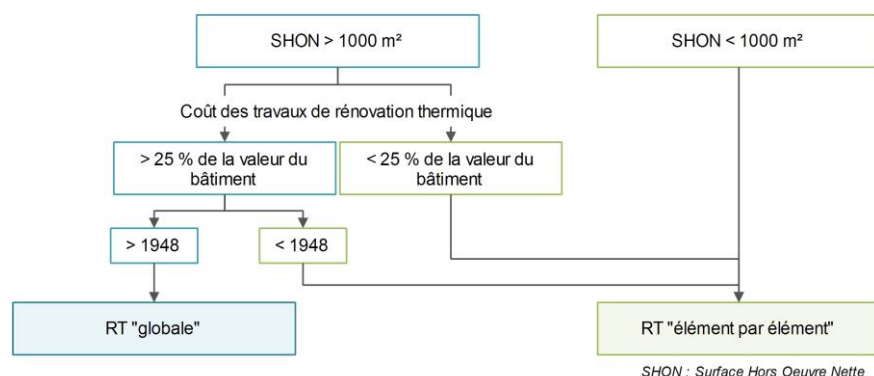 SHON > 1000 m²
SHON < 1000 m²
Coût des travaux de rénovation thermique
> 25 % de la valeur du
bâtiment
< 25 % de la valeur du
bâtiment
> 1948
< 1948
RT "globale"
RT "élément par élément"
SHON : Surface Hors Oeuvre Nette